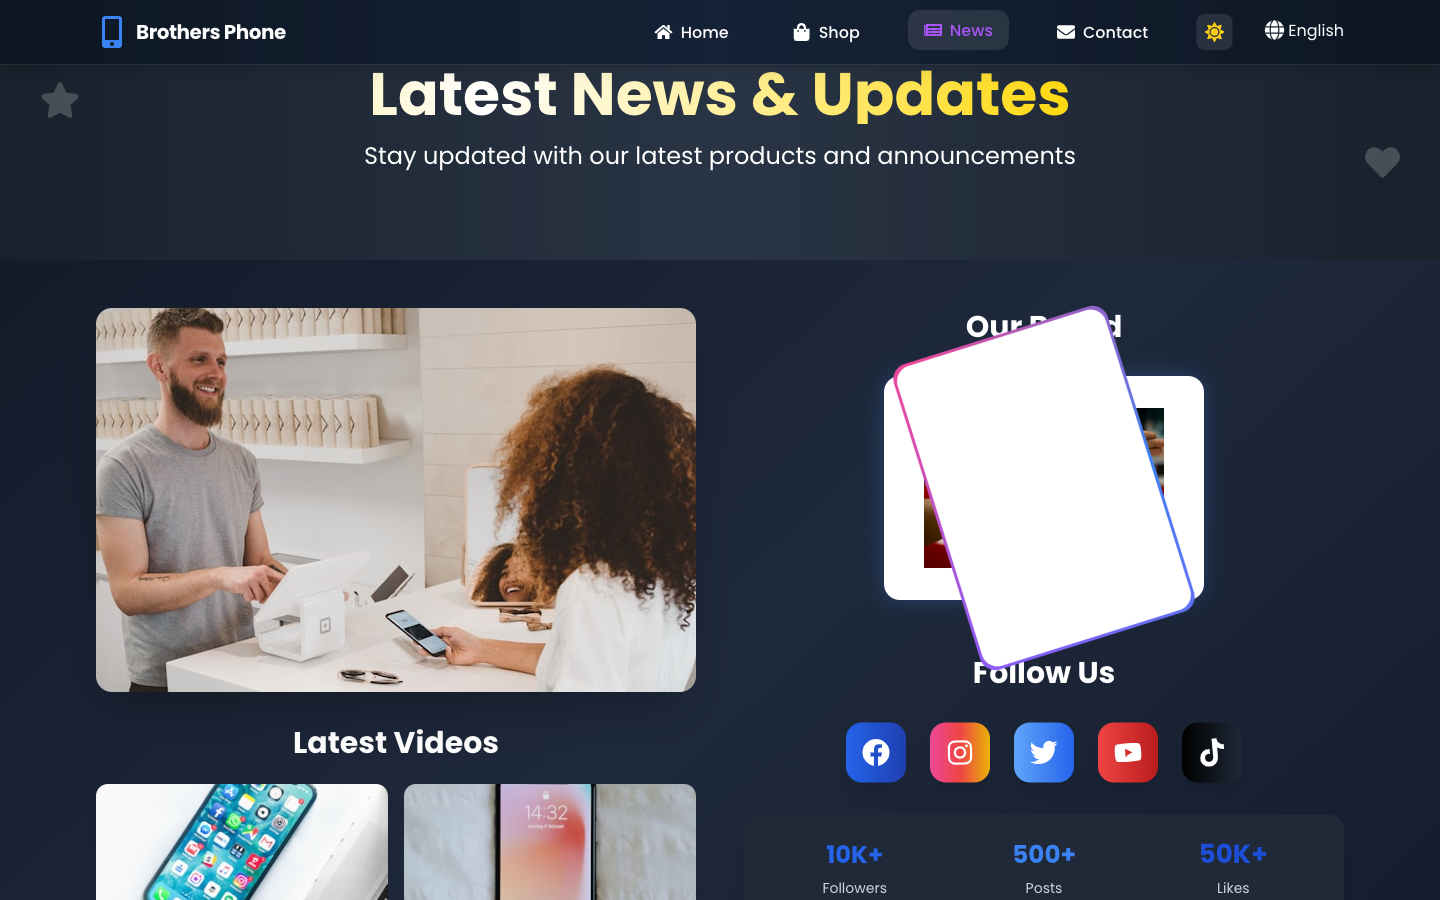 Brothers Phone
Home
Shop
News
Contact
English
Latest News & Updates
Stay updated with our latest products and announcements
Our
Follow Us
Latest Videos
14:32
10K+
500+
50K+
Followers
Posts
Likes